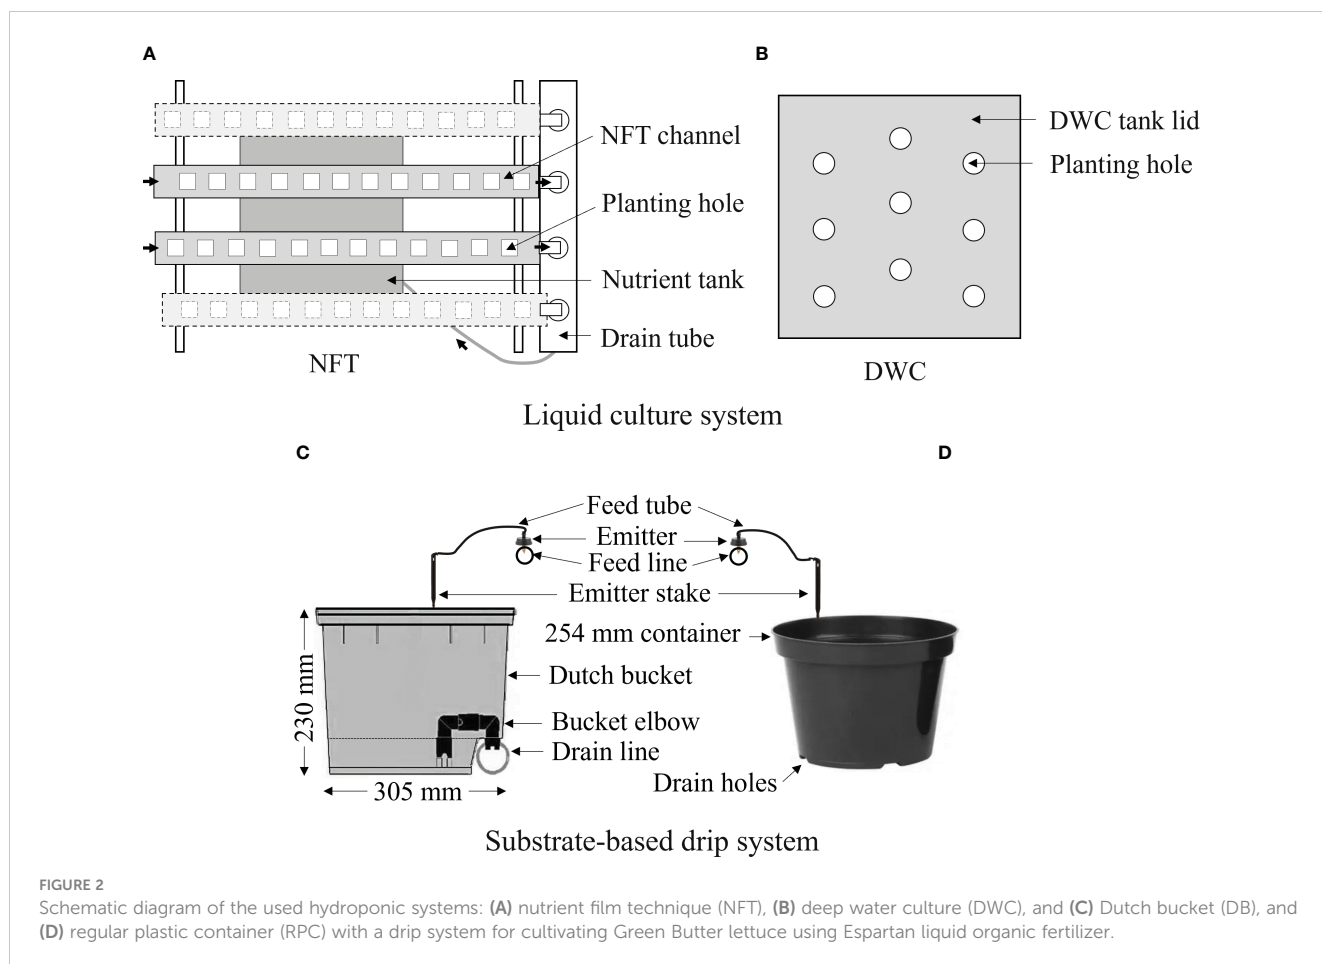 A
B
NFT channel
Planting hole
Nutrient tank
Drain tube
NFT
DWC tank lid
Planting hole
DWC
Liquid culture system
C
D
Feed tube
Emitter
Feed line
Emitter stake
254 mm container
Dutch bucket
Bucket elbow
Drain line
Drain holes
230 mm
305 mm
Substrate-based drip system
FIGURE 2
Schematic diagram of the used hydroponic systems: (A) nutrient film technique (NFT), (B) deep water culture (DWC), and (C) Dutch bucket (DB), and
(D) regular plastic container (RPC) with a drip system for cultivating Green Butter lettuce using Espartan liquid organic fertilizer.